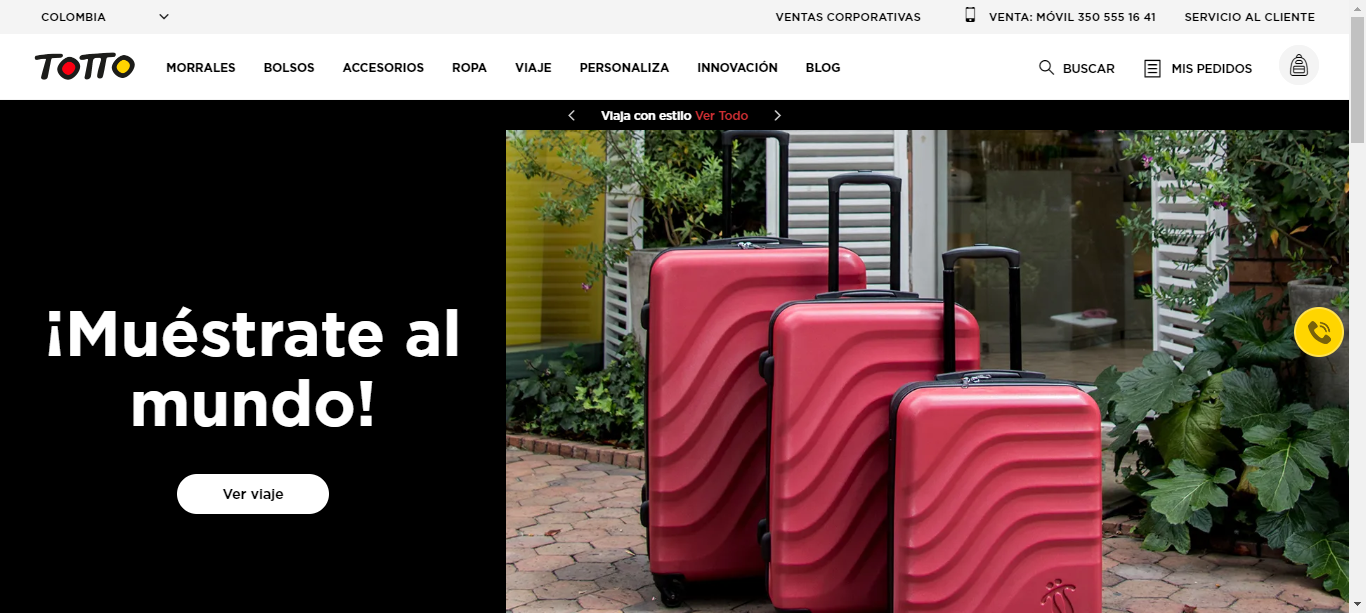 COLOMBIA
VENTAS CORPORATIVAS
VENTA: MÓVIL 350 555 16 41
SERVICIO AL CLIENTE
TOTTO
MORRALES
BOLSOS
ACCESORIOS
ROPA
VIAJE
PERSONALIZA
INNOVACIÓN
BLOG
BUSCAR
MIS PEDIDOS
Viaja con estilo Ver Todo
¡Muéstrate al
mundo!
Ver viaje